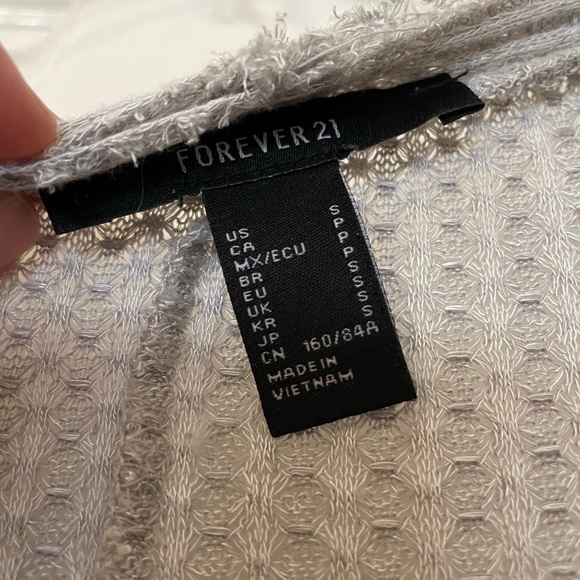 FOREVER 21
US S
CA P
MX/ECU P
BR P
EU S
UK S
KR S
JP S
CN 160/84A
MADE IN
VIETNAM